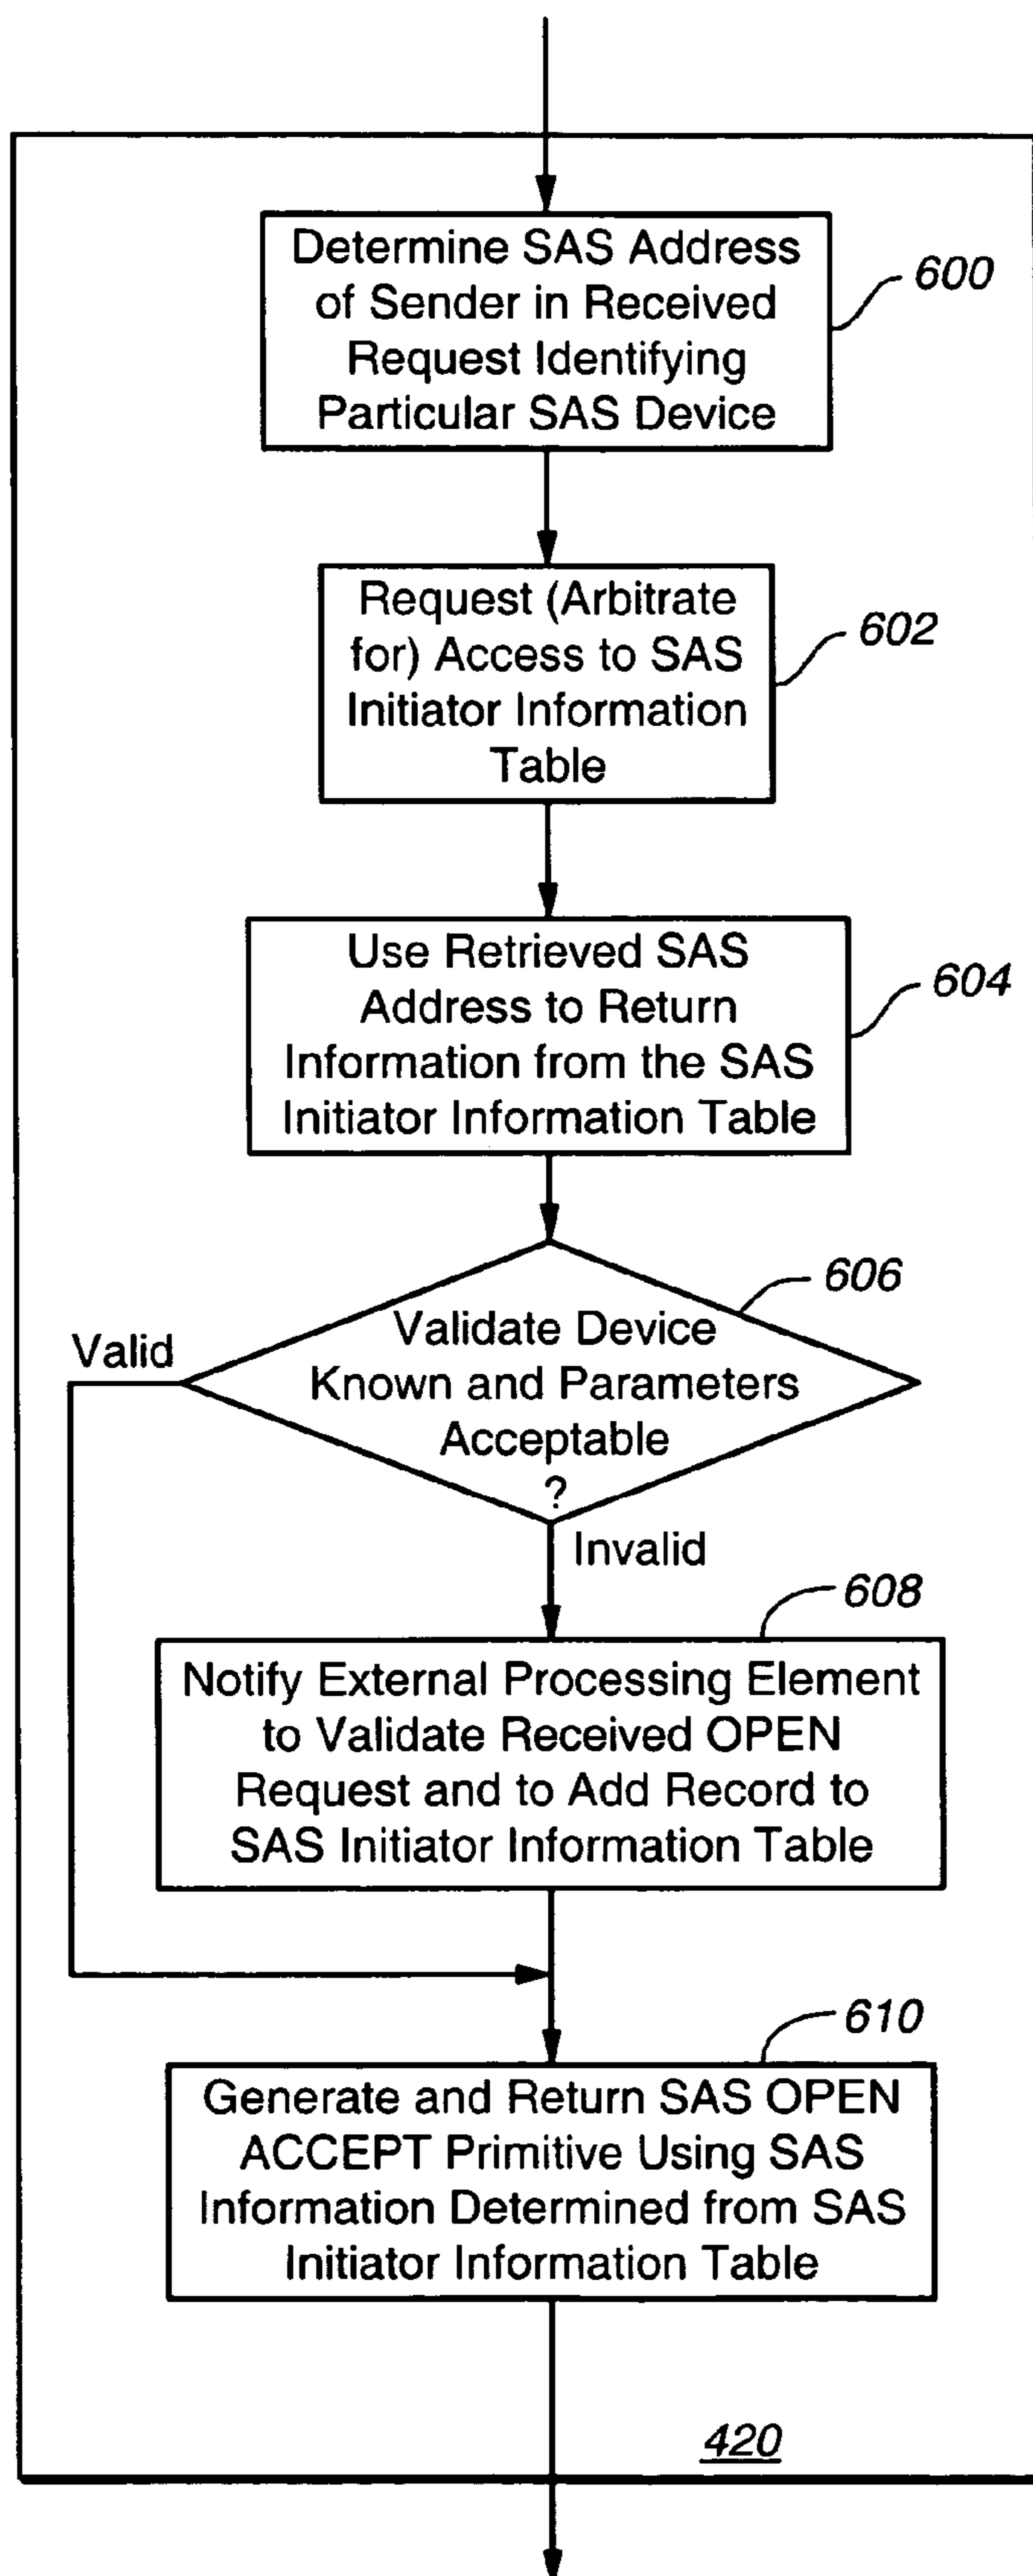 Determine SAS Address
of Sender in Received
Request Identifying
Particular SAS Device
600
Request (Arbitrate
for) Access to SAS
Initiator Information
Table
602
Use Retrieved SAS
Address to Return
Information from the SAS
Initiator Information Table
604
606
Validate Device
Known and Parameters
Acceptable
?
Valid
Invalid
608
Notify External Processing Element
to Validate Received OPEN
Request and to Add Record to
SAS Initiator Information Table
610
Generate and Return SAS OPEN
ACCEPT Primitive Using SAS
Information Determined from SAS
Initiator Information Table
420